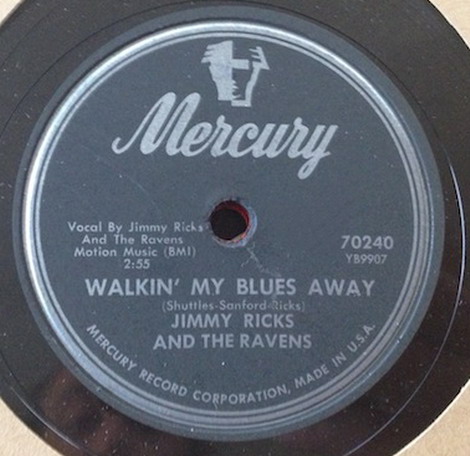 Mercury
Vocal By Jimmy Ricks
And The Ravens
Motion Music (BMI)
2:55
70240
YB9907
WALKIN' MY BLUES AWAY
(Shuttles-Sanford-Ricks)
JIMMY RICKS
AND THE RAVENS
MERCURY RECORD CORPORATION, MADE IN U.S.A.